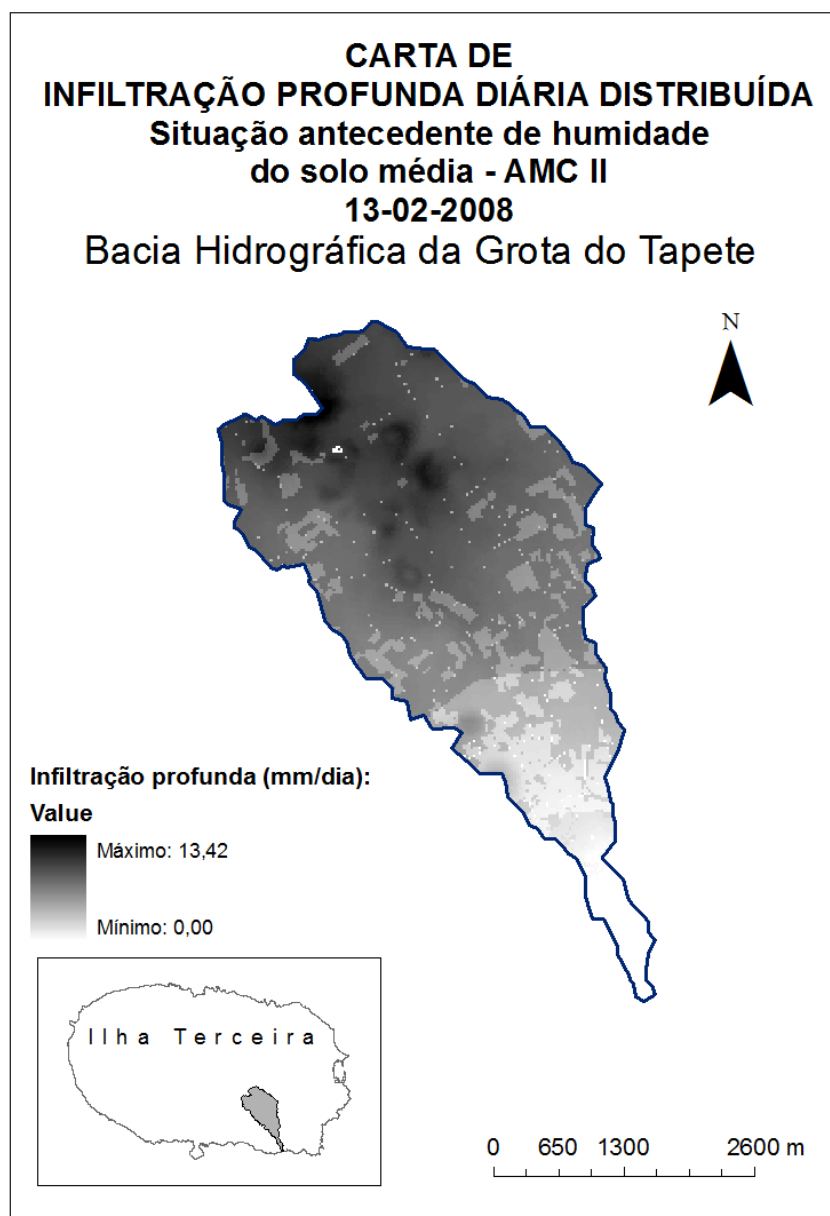 CARTA DE
INFILTRAÇÃO PROFUNDA DIÁRIA DISTRIBUÍDA
Situação antecedente de humidade
do solo média - AMC II
13-02-2008
Bacia Hidrográfica da Grota do Tapete
N
Infiltração profunda (mm/dia):
Value
Máximo: 13,42
Mínimo: 0,00
Ilha Terceira
0 650 1300 2600 m